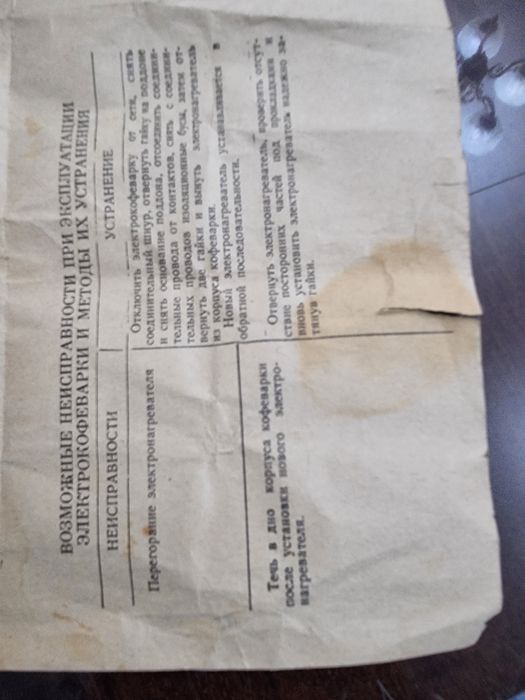 ВОЗМОЖНЫЕ НЕИСПРАВНОСТИ ПРИ ЭКСПЛУАТАЦИИ
ЭЛЕКТРОКОФЕВАРКИ И МЕТОДЫ ИХ УСТРАНЕНИЯ
НЕИСПРАВНОСТИ
УСТРАНЕНИЕ
Перегорание электронагревателя
Отключить электрокофеварку от сети, снять
соединительный шнур, отвернуть гайку на поддоне
и снять основание поддона, отсоединить соедини-
тельные провода от контактов, снять с соедини-
тельных проводов изоляционные бусы, затем от-
вернуть две гайки и вынуть электронагреватель
из корпуса кофеварки.
Новый электронагреватель устанавливается в
обратной последовательности.
Течь в дно корпуса кофеварки
после установки нового электро-
нагревателя.
Отвернуть электронагреватель, проверить отсут-
ствие посторонних частей под прокладками и
вновь установить электронагреватель надежно за-
тянув гайки.